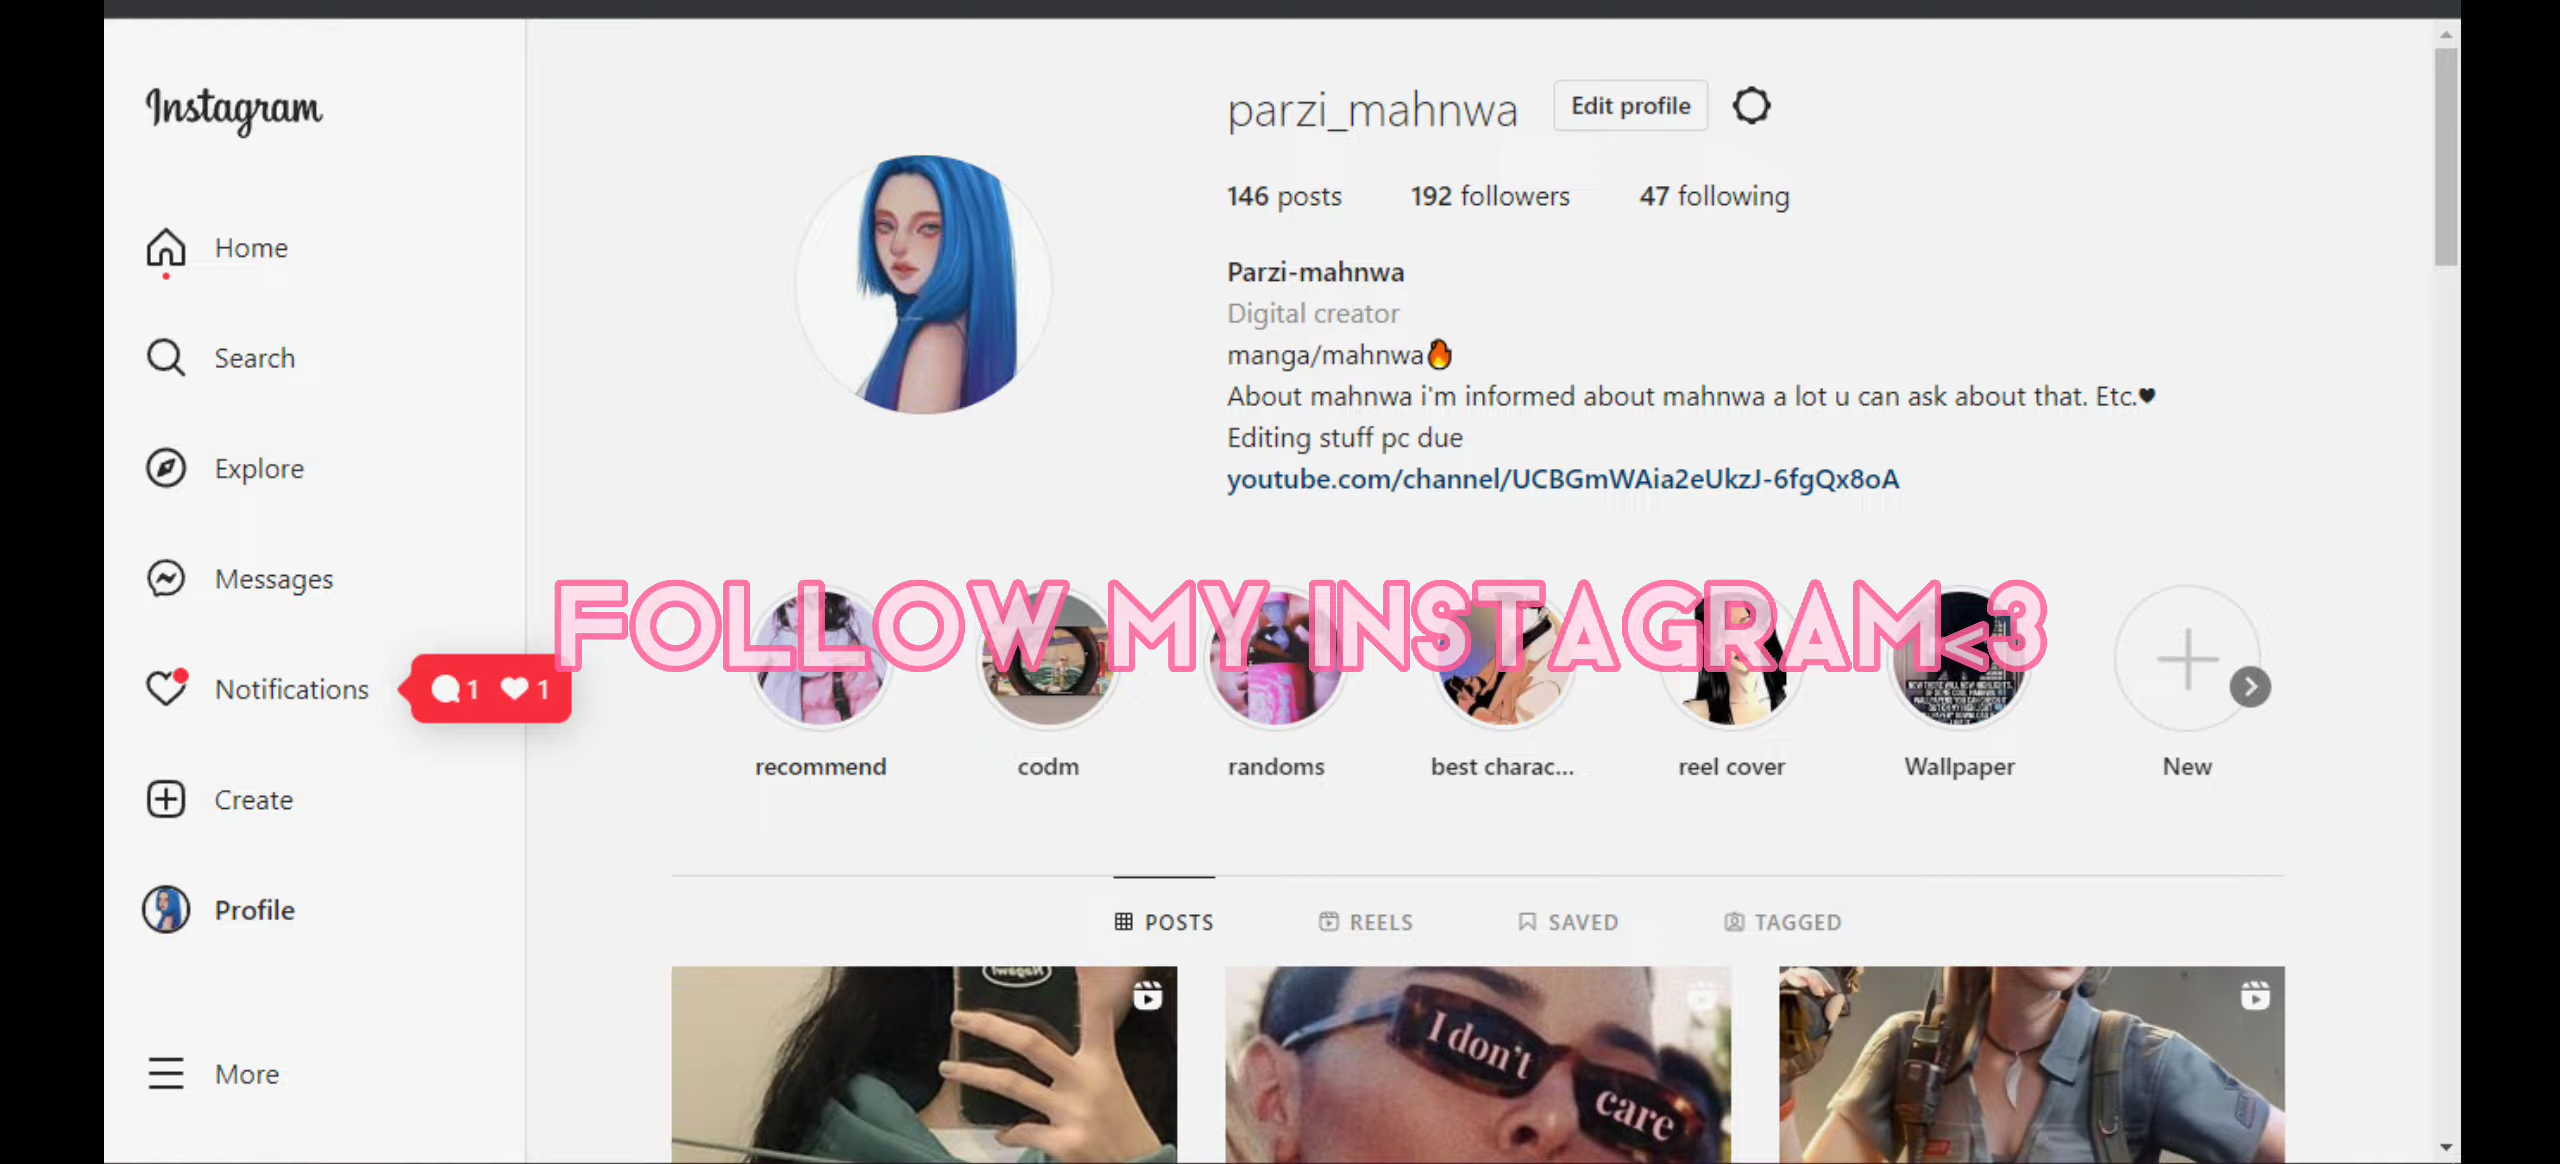 Instagram
Home
Search
Explore
Messages
Notifications
1 1
Create
Profile
More
parzi_mahnwa Edit profile
146 posts 192 followers 47 following
Parzi-mahnwa
Digital creator
manga/mahnwa🔥
About mahnwa i'm informed about mahnwa a lot u can ask about that. Etc.♥
Editing stuff pc due
youtube.com/channel/UCBGmWAia2eUkzJ-6fgQx8oA
FOLLOW MY INSTAGRAM<3
recommend codm randoms best charac... reel cover Wallpaper New
POSTS REELS SAVED TAGGED
I don't
care